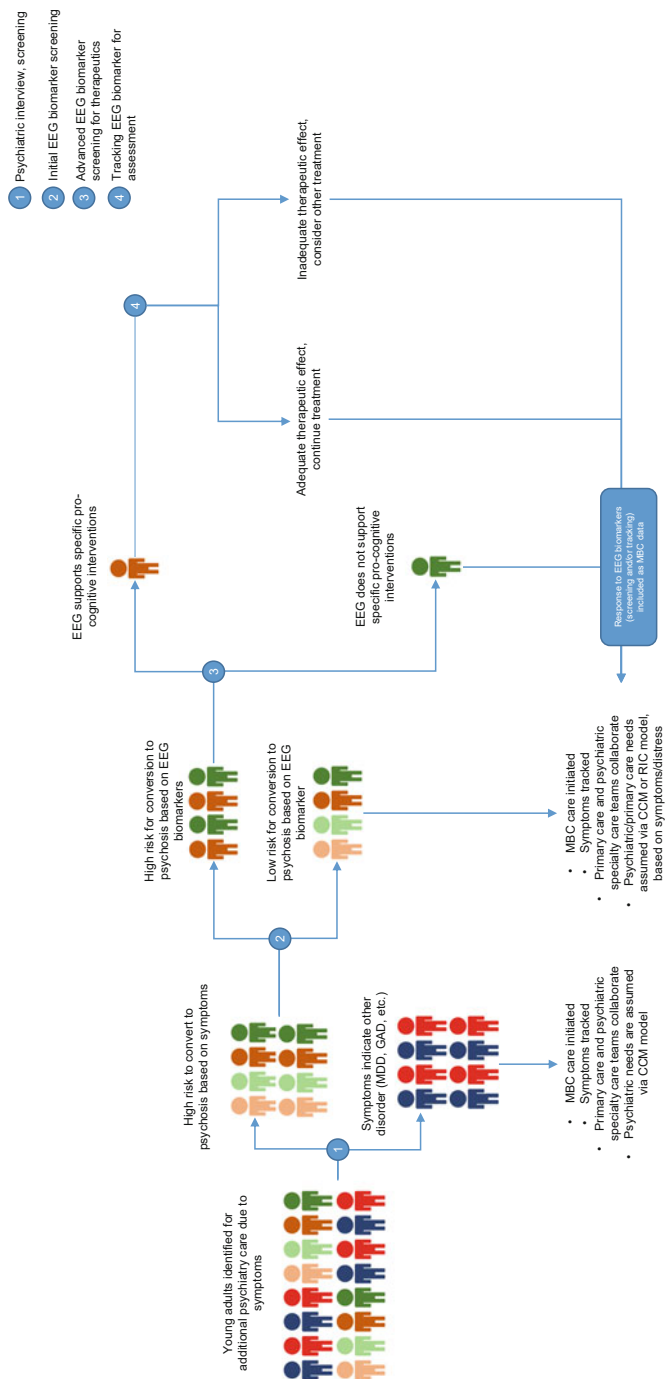 1 Psychiatric interview, screening
2 Initial EEG biomarker screening
3 Advanced EEG biomarker
screening for therapeutics
4 Tracking EEG biomarker for
assessment
Young adults identified for
additional psychiatry care due to
symptoms
1
High risk to convert to
psychosis based on symptoms
Symptoms indicate other
disorder (MDD, GAD, etc.)
• MBC care initiated
• Symptoms tracked
• Primary care and psychiatric
specialty care teams collaborate
• Psychiatric needs are assumed
via CCM model
2
High risk for conversion to
psychosis based on EEG
biomarkers
Low risk for conversion to
psychosis based on EEG
biomarker
• MBC care initiated
• Symptoms tracked
• Primary care and psychiatric
specialty care teams collaborate
• Psychiatric/primary care needs
assumed via CCM or RIC model,
based on symptoms/distress
3
EEG supports specific pro-
cognitive interventions
EEG does not support
specific pro-cognitive
interventions
4
Adequate therapeutic effect,
continue treatment
Inadequate therapeutic effect,
consider other treatment
Response to EEG biomarkers
(screening and/or tracking)
included as MBC data